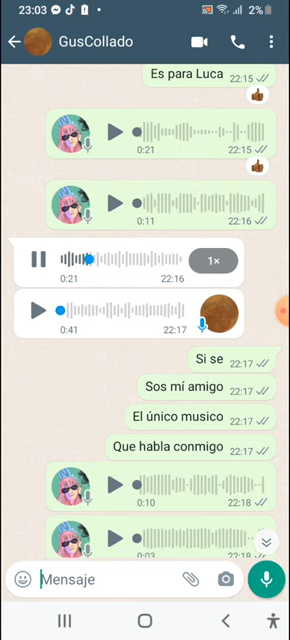 23:03 2%
GusCollado
Es para Luca 22:15
0:21 22:15
0:11 22:16
1×
0:21 22:16
0:41 22:17
Si se 22:17
Sos mí amigo 22:17
El único musico 22:17
Que habla conmigo 22:17
0:10 22:18
0:03 22:18
Mensaje